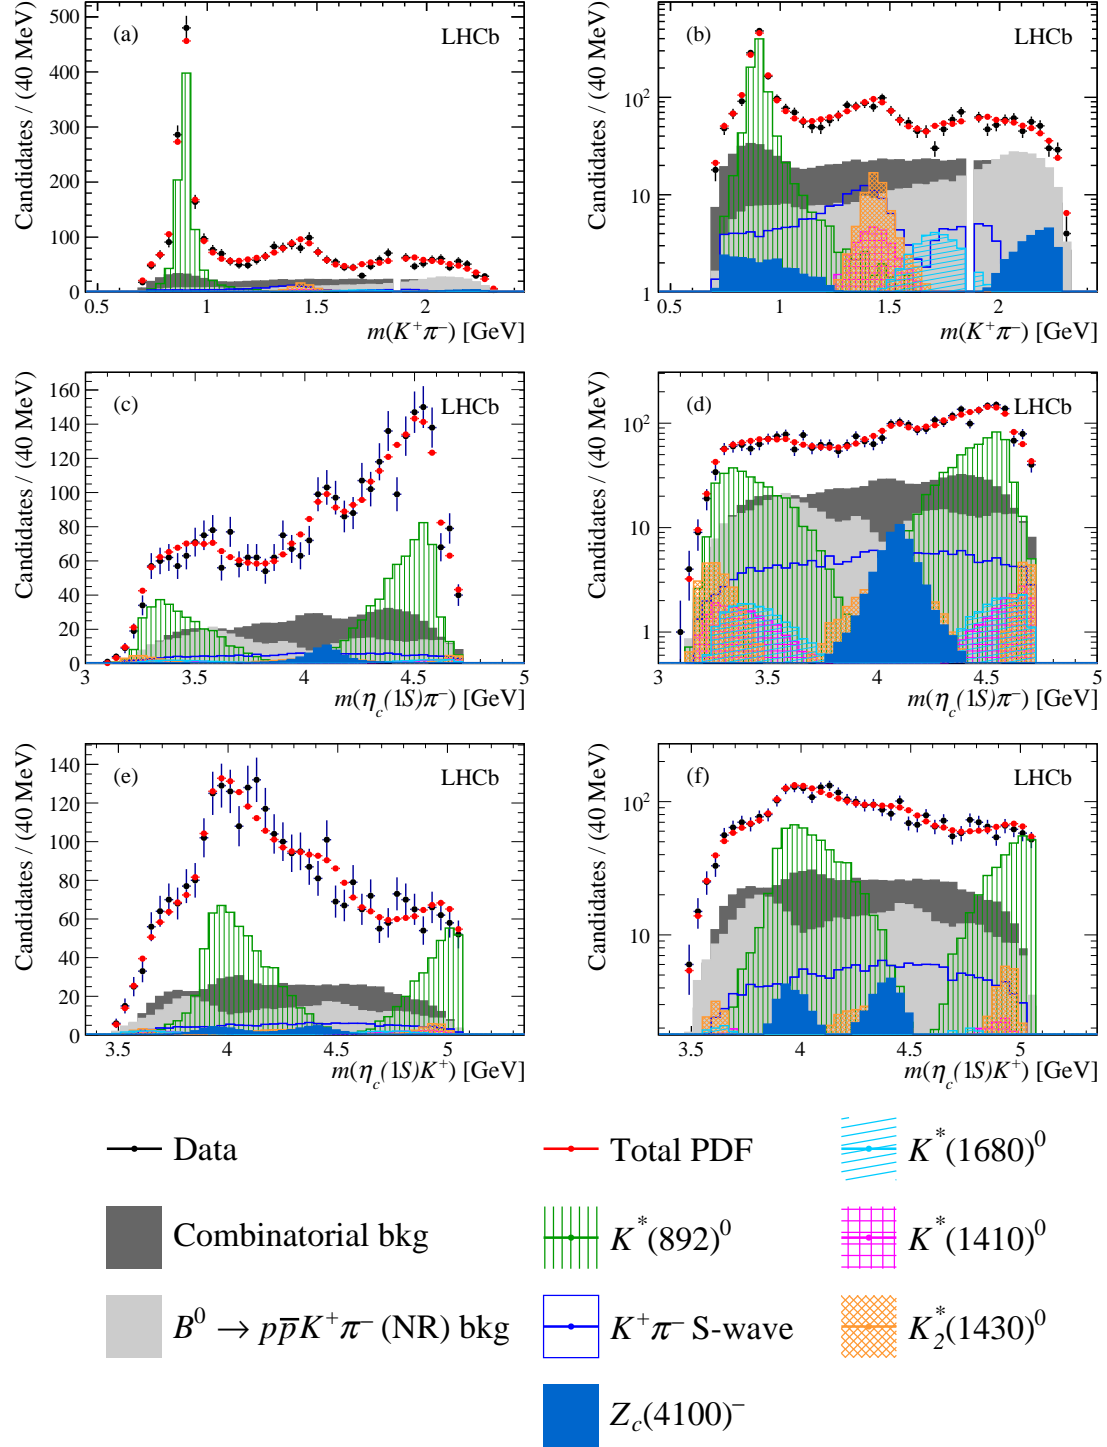 (a) LHCb
Candidates / (40 MeV)
500
400
300
200
100
0
0.5 1 1.5 2
m(K⁺π⁻) [GeV]
(b) LHCb
Candidates / (40 MeV)
10²
10
1
0.5 1 1.5 2
m(K⁺π⁻) [GeV]
(c) LHCb
Candidates / (40 MeV)
160
140
120
100
80
60
40
20
0
3 3.5 4 4.5 5
m(η_c(1S)π⁻) [GeV]
(d) LHCb
Candidates / (40 MeV)
10²
10
1
3 3.5 4 4.5 5
m(η_c(1S)π⁻) [GeV]
(e) LHCb
Candidates / (40 MeV)
140
120
100
80
60
40
20
0
3.5 4 4.5 5
m(η_c(1S)K⁺) [GeV]
(f) LHCb
Candidates / (40 MeV)
10²
10
3.5 4 4.5 5
m(η_c(1S)K⁺) [GeV]
Data
Total PDF
K*(1680)⁰
Combinatorial bkg
K*(892)⁰
K*(1410)⁰
B⁰ → pp̅K⁺π⁻ (NR) bkg
K⁺π⁻ S-wave
K₂*(1430)⁰
Z_c(4100)⁻